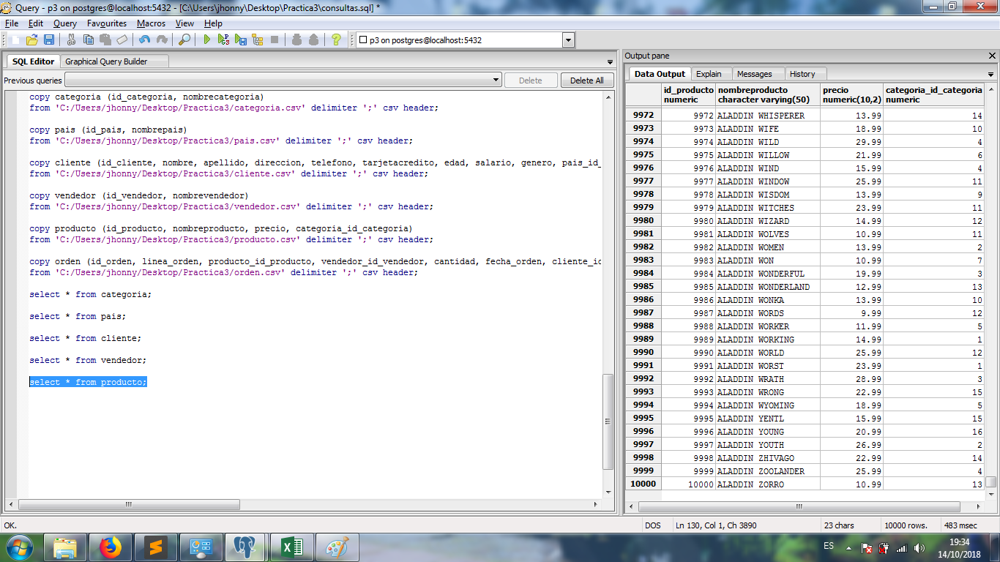 Query - p3 on postgres@localhost:5432 - [C:\Users\jhonny\Desktop\Practica3\consultas.sql] *
File Edit Query Favourites Macros View Help
p3 on postgres@localhost:5432
SQL Editor Graphical Query Builder
Previous queries Delete Delete All
copy categoria (id_categoria, nombrecategoria)
from 'C:/Users/jhonny/Desktop/Practica3/categoria.csv' delimiter ';' csv header;
copy pais (id_pais, nombrepais)
from 'C:/Users/jhonny/Desktop/Practica3/pais.csv' delimiter ';' csv header;
copy cliente (id_cliente, nombre, apellido, direccion, telefono, tarjetacredito, edad, salario, genero, pais_id_
from 'C:/Users/jhonny/Desktop/Practica3/cliente.csv' delimiter ';' csv header;
copy vendedor (id_vendedor, nombrevendedor)
from 'C:/Users/jhonny/Desktop/Practica3/vendedor.csv' delimiter ';' csv header;
copy producto (id_producto, nombreproducto, precio, categoria_id_categoria)
from 'C:/Users/jhonny/Desktop/Practica3/producto.csv' delimiter ';' csv header;
copy orden (id_orden, linea_orden, producto_id_producto, vendedor_id_vendedor, cantidad, fecha_orden, cliente_id
from 'C:/Users/jhonny/Desktop/Practica3/orden.csv' delimiter ';' csv header;
select * from categoria;
select * from pais;
select * from cliente;
select * from vendedor;
select * from producto;
Output pane
Data Output Explain Messages History
id_producto nombreproducto precio categoria_id_categoria
numeric character varying(50) numeric(10,2) numeric
9972 9972 ALADDIN WHISPERER 13.99 14
9973 9973 ALADDIN WIFE 18.99 10
9974 9974 ALADDIN WILD 29.99 4
9975 9975 ALADDIN WILLOW 21.99 6
9976 9976 ALADDIN WIND 15.99 4
9977 9977 ALADDIN WINDOW 25.99 11
9978 9978 ALADDIN WISDOM 13.99 9
9979 9979 ALADDIN WITCHES 23.99 11
9980 9980 ALADDIN WIZARD 14.99 12
9981 9981 ALADDIN WOLVES 10.99 11
9982 9982 ALADDIN WOMEN 13.99 2
9983 9983 ALADDIN WON 10.99 7
9984 9984 ALADDIN WONDERFUL 19.99 3
9985 9985 ALADDIN WONDERLAND 12.99 13
9986 9986 ALADDIN WONKA 13.99 10
9987 9987 ALADDIN WORDS 9.99 12
9988 9988 ALADDIN WORKER 11.99 5
9989 9989 ALADDIN WORKING 14.99 1
9990 9990 ALADDIN WORLD 25.99 12
9991 9991 ALADDIN WORST 23.99 1
9992 9992 ALADDIN WRATH 28.99 3
9993 9993 ALADDIN WRONG 22.99 15
9994 9994 ALADDIN WYOMING 18.99 5
9995 9995 ALADDIN YENTL 15.99 15
9996 9996 ALADDIN YOUNG 20.99 16
9997 9997 ALADDIN YOUTH 26.99 2
9998 9998 ALADDIN ZHIVAGO 22.99 14
9999 9999 ALADDIN ZOOLANDER 25.99 4
10000 10000 ALADDIN ZORRO 10.99 13
OK. DOS Ln 130, Col 1, Ch 3890 23 chars 10000 rows. 483 msec
ES 19:34
14/10/2018